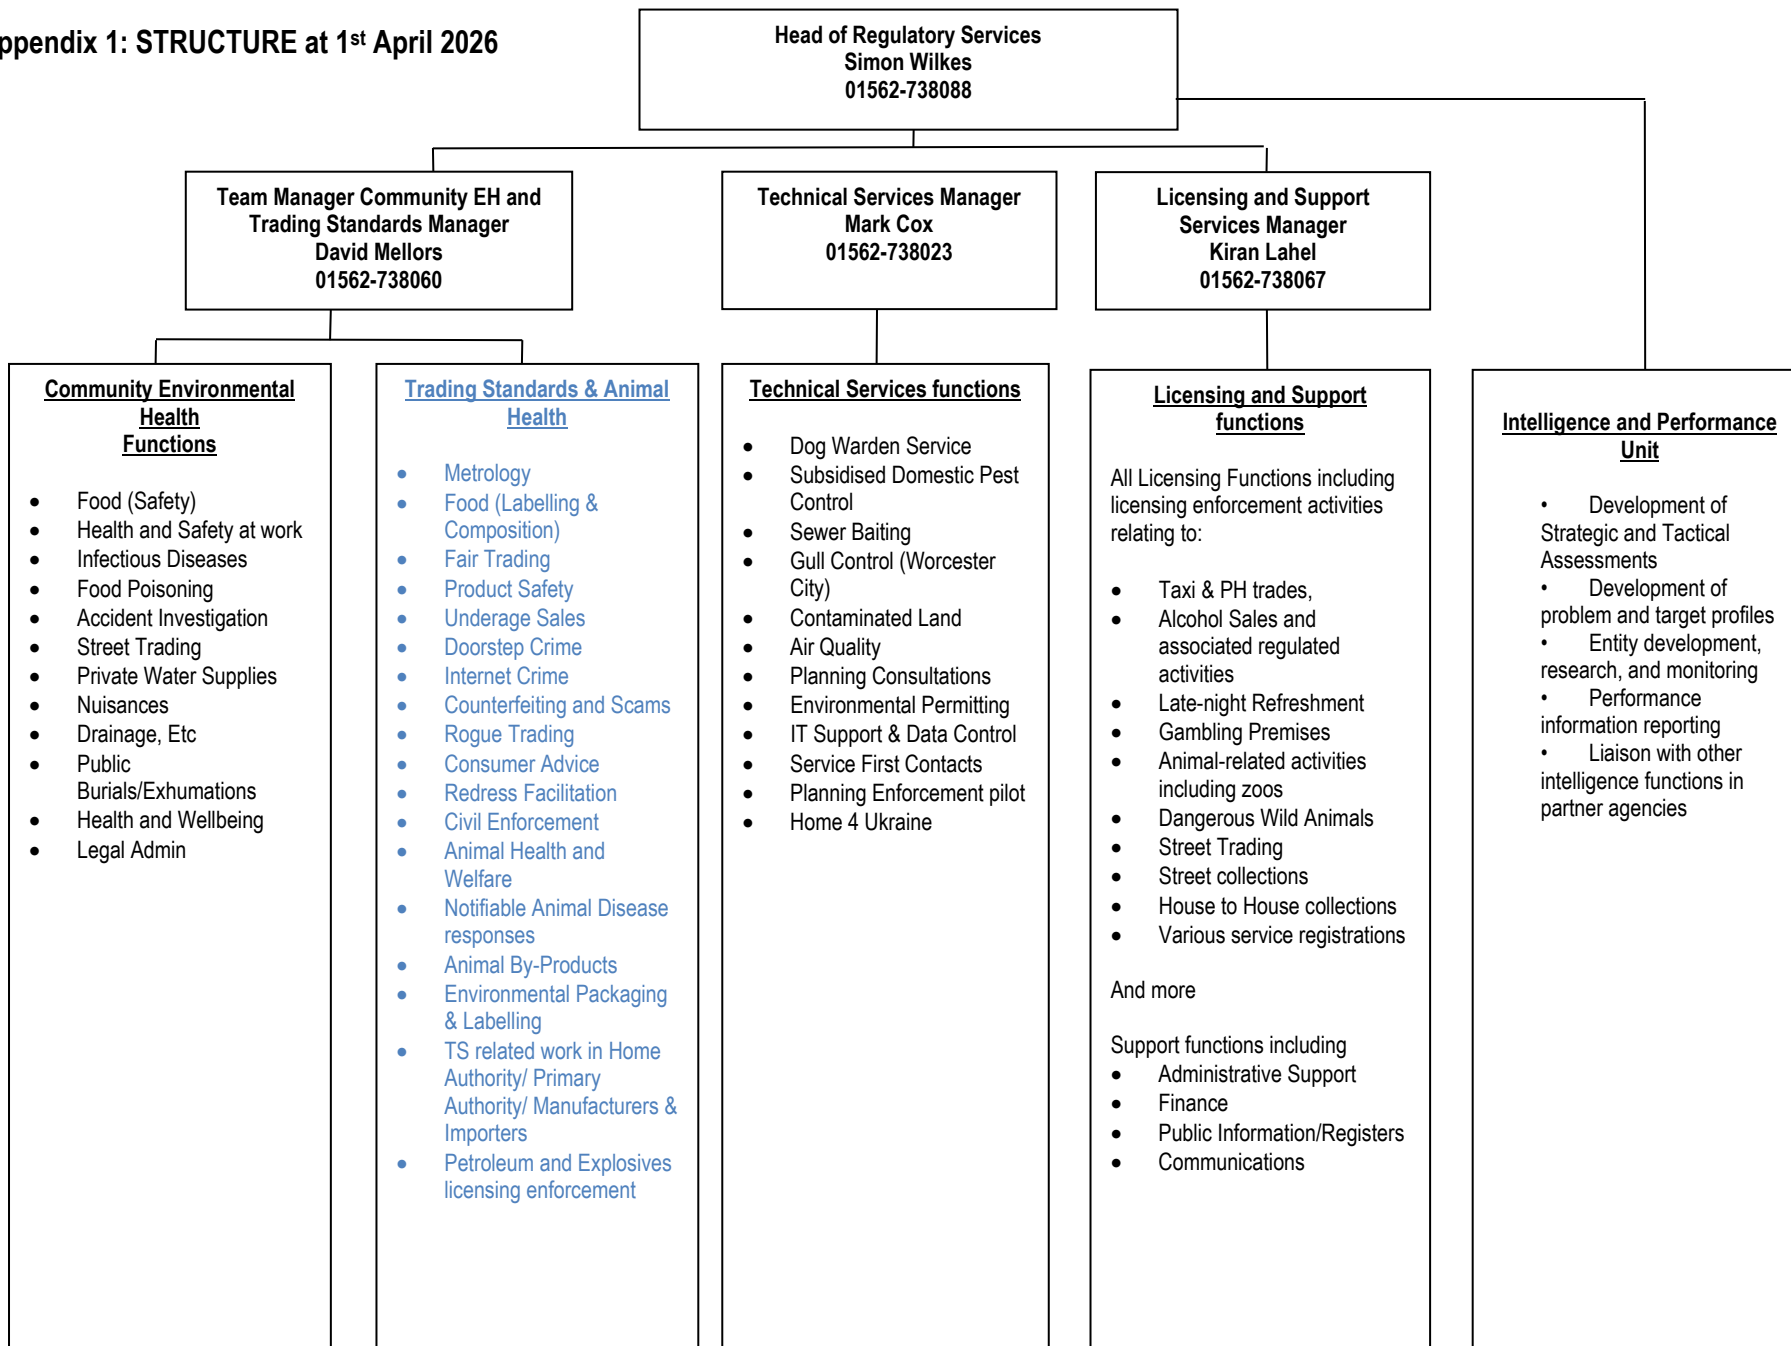 ppendix 1: STRUCTURE at 1st April 2026
Head of Regulatory Services
Simon Wilkes
01562-738088
Team Manager Community EH and
Trading Standards Manager
David Mellors
01562-738060
Technical Services Manager
Mark Cox
01562-738023
Licensing and Support
Services Manager
Kiran Lahel
01562-738067
Community Environmental
Health
Functions
• Food (Safety)
• Health and Safety at work
• Infectious Diseases
• Food Poisoning
• Accident Investigation
• Street Trading
• Private Water Supplies
• Nuisances
• Drainage, Etc
• Public
Burials/Exhumations
• Health and Wellbeing
• Legal Admin
Trading Standards & Animal
Health
• Metrology
• Food (Labelling &
Composition)
• Fair Trading
• Product Safety
• Underage Sales
• Doorstep Crime
• Internet Crime
• Counterfeiting and Scams
• Rogue Trading
• Consumer Advice
• Redress Facilitation
• Civil Enforcement
• Animal Health and
Welfare
• Notifiable Animal Disease
responses
• Animal By-Products
• Environmental Packaging
& Labelling
• TS related work in Home
Authority/ Primary
Authority/ Manufacturers &
Importers
• Petroleum and Explosives
licensing enforcement
Technical Services functions
• Dog Warden Service
• Subsidised Domestic Pest
Control
• Sewer Baiting
• Gull Control (Worcester
City)
• Contaminated Land
• Air Quality
• Planning Consultations
• Environmental Permitting
• IT Support & Data Control
• Service First Contacts
• Planning Enforcement pilot
• Home 4 Ukraine
Licensing and Support
functions
All Licensing Functions including
licensing enforcement activities
relating to:
• Taxi & PH trades,
• Alcohol Sales and
associated regulated
activities
• Late-night Refreshment
• Gambling Premises
• Animal-related activities
including zoos
• Dangerous Wild Animals
• Street Trading
• Street collections
• House to House collections
• Various service registrations
And more
Support functions including
• Administrative Support
• Finance
• Public Information/Registers
• Communications
Intelligence and Performance
Unit
• Development of
Strategic and Tactical
Assessments
• Development of
problem and target profiles
• Entity development,
research, and monitoring
• Performance
information reporting
• Liaison with other
intelligence functions in
partner agencies